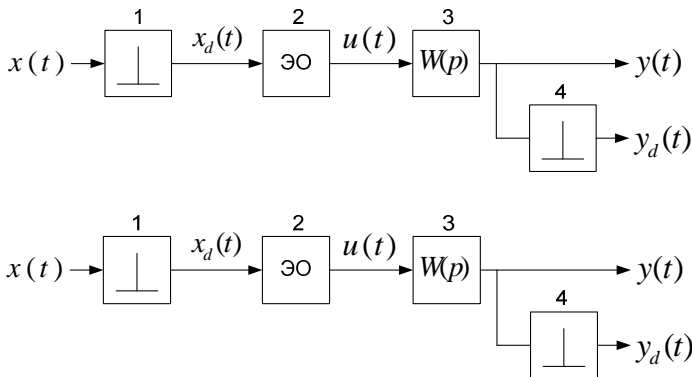 1 2 3
x(t) x_d(t) ЭО u(t) W(p) y(t)
4
y_d(t)
1 2 3
x(t) x_d(t) ЭО u(t) W(p) y(t)
4
y_d(t)